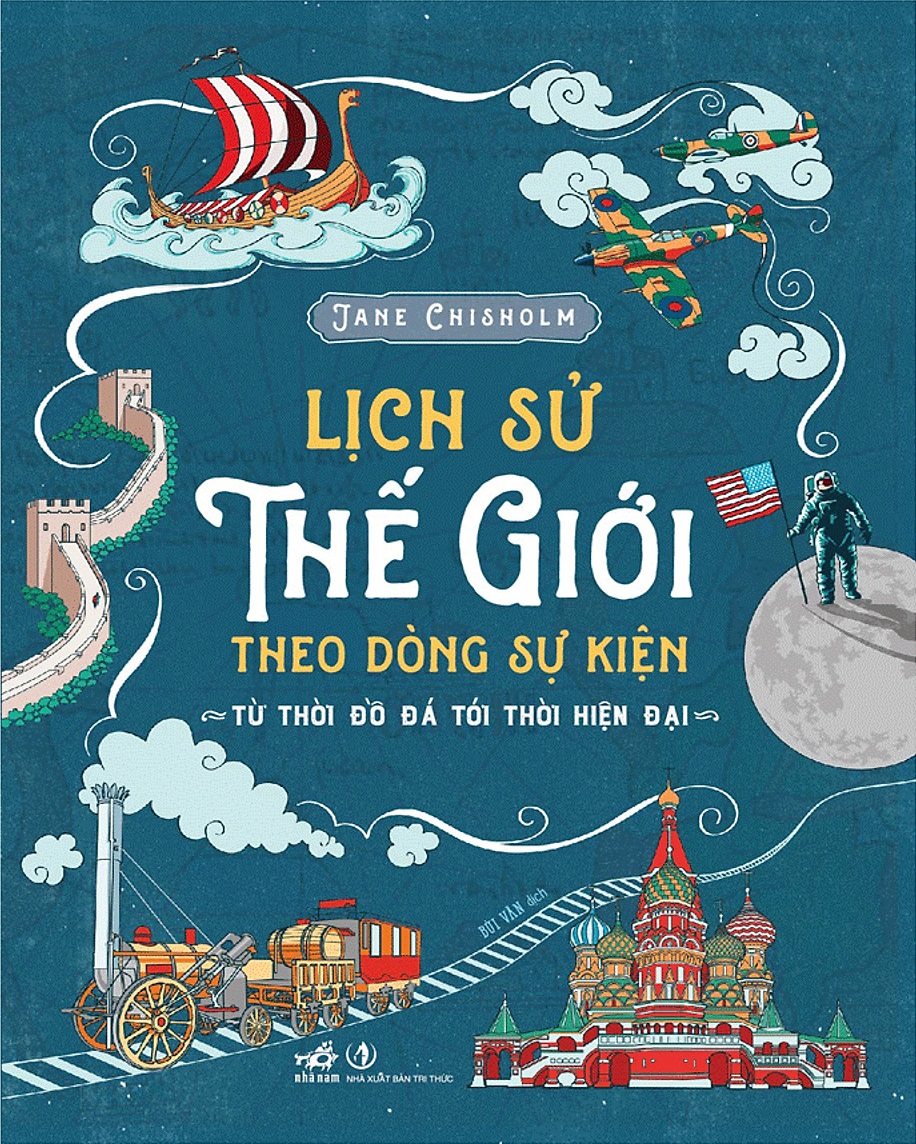 JANE CHISHOLM
LỊCH SỬ
THẾ GIỚI
THEO DÒNG SỰ KIỆN
TỪ THỜI ĐỒ ĐÁ TỚI THỜI HIỆN ĐẠI
BÙI VĂN dịch
nhã nam
NHÀ XUẤT BẢN TRI THỨC